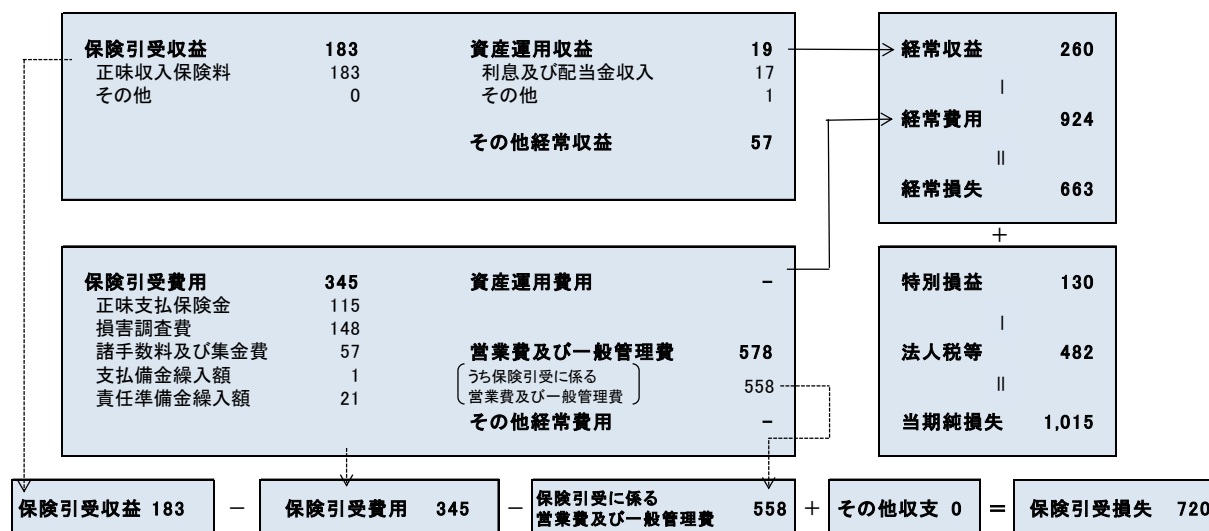 保険引受収益 183
正味収入保険料 183
その他 0
資産運用収益 19
利息及び配当金収入 17
その他 1
その他経常収益 57
経常収益 260
－
経常費用 924
＝
経常損失 663
＋
保険引受費用 345
正味支払保険金 115
損害調査費 148
諸手数料及び集金費 57
支払備金繰入額 1
責任準備金繰入額 21
資産運用費用 －
営業費及び一般管理費 578
うち保険引受に係る
営業費及び一般管理費 558
その他経常費用 －
特別損益 130
－
法人税等 482
＝
当期純損失 1,015
保険引受収益 183 － 保険引受費用 345 － 保険引受に係る
営業費及び一般管理費 558 ＋ その他収支 0 ＝ 保険引受損失 720